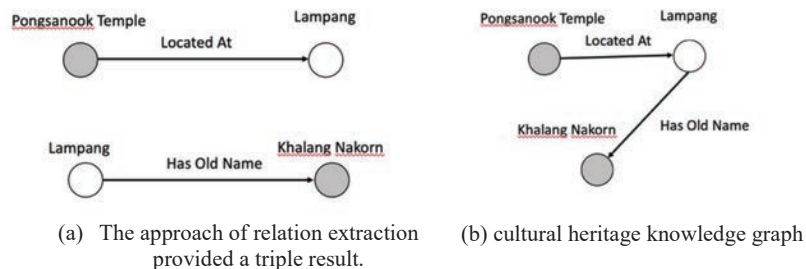 Pongsanook Temple
Lampang
Located At
Lampang
Khalang Nakorn
Has Old Name
(a) The approach of relation extraction
provided a triple result.
Pongsanook Temple
Lampang
Located At
Khalang Nakorn
Has Old Name
(b) cultural heritage knowledge graph